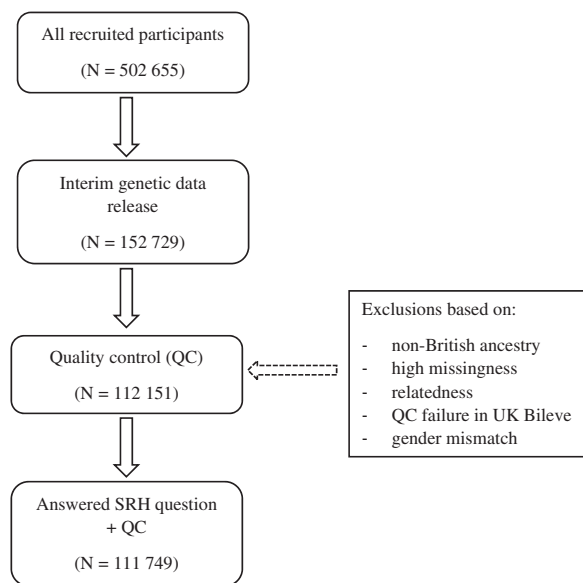 All recruited participants
(N = 502 655)
Interim genetic data
release
(N = 152 729)
Quality control (QC)
(N = 112 151)
Exclusions based on:
- non-British ancestry
- high missingness
- relatedness
- QC failure in UK Bileve
- gender mismatch
Answered SRH question
+ QC
(N = 111 749)